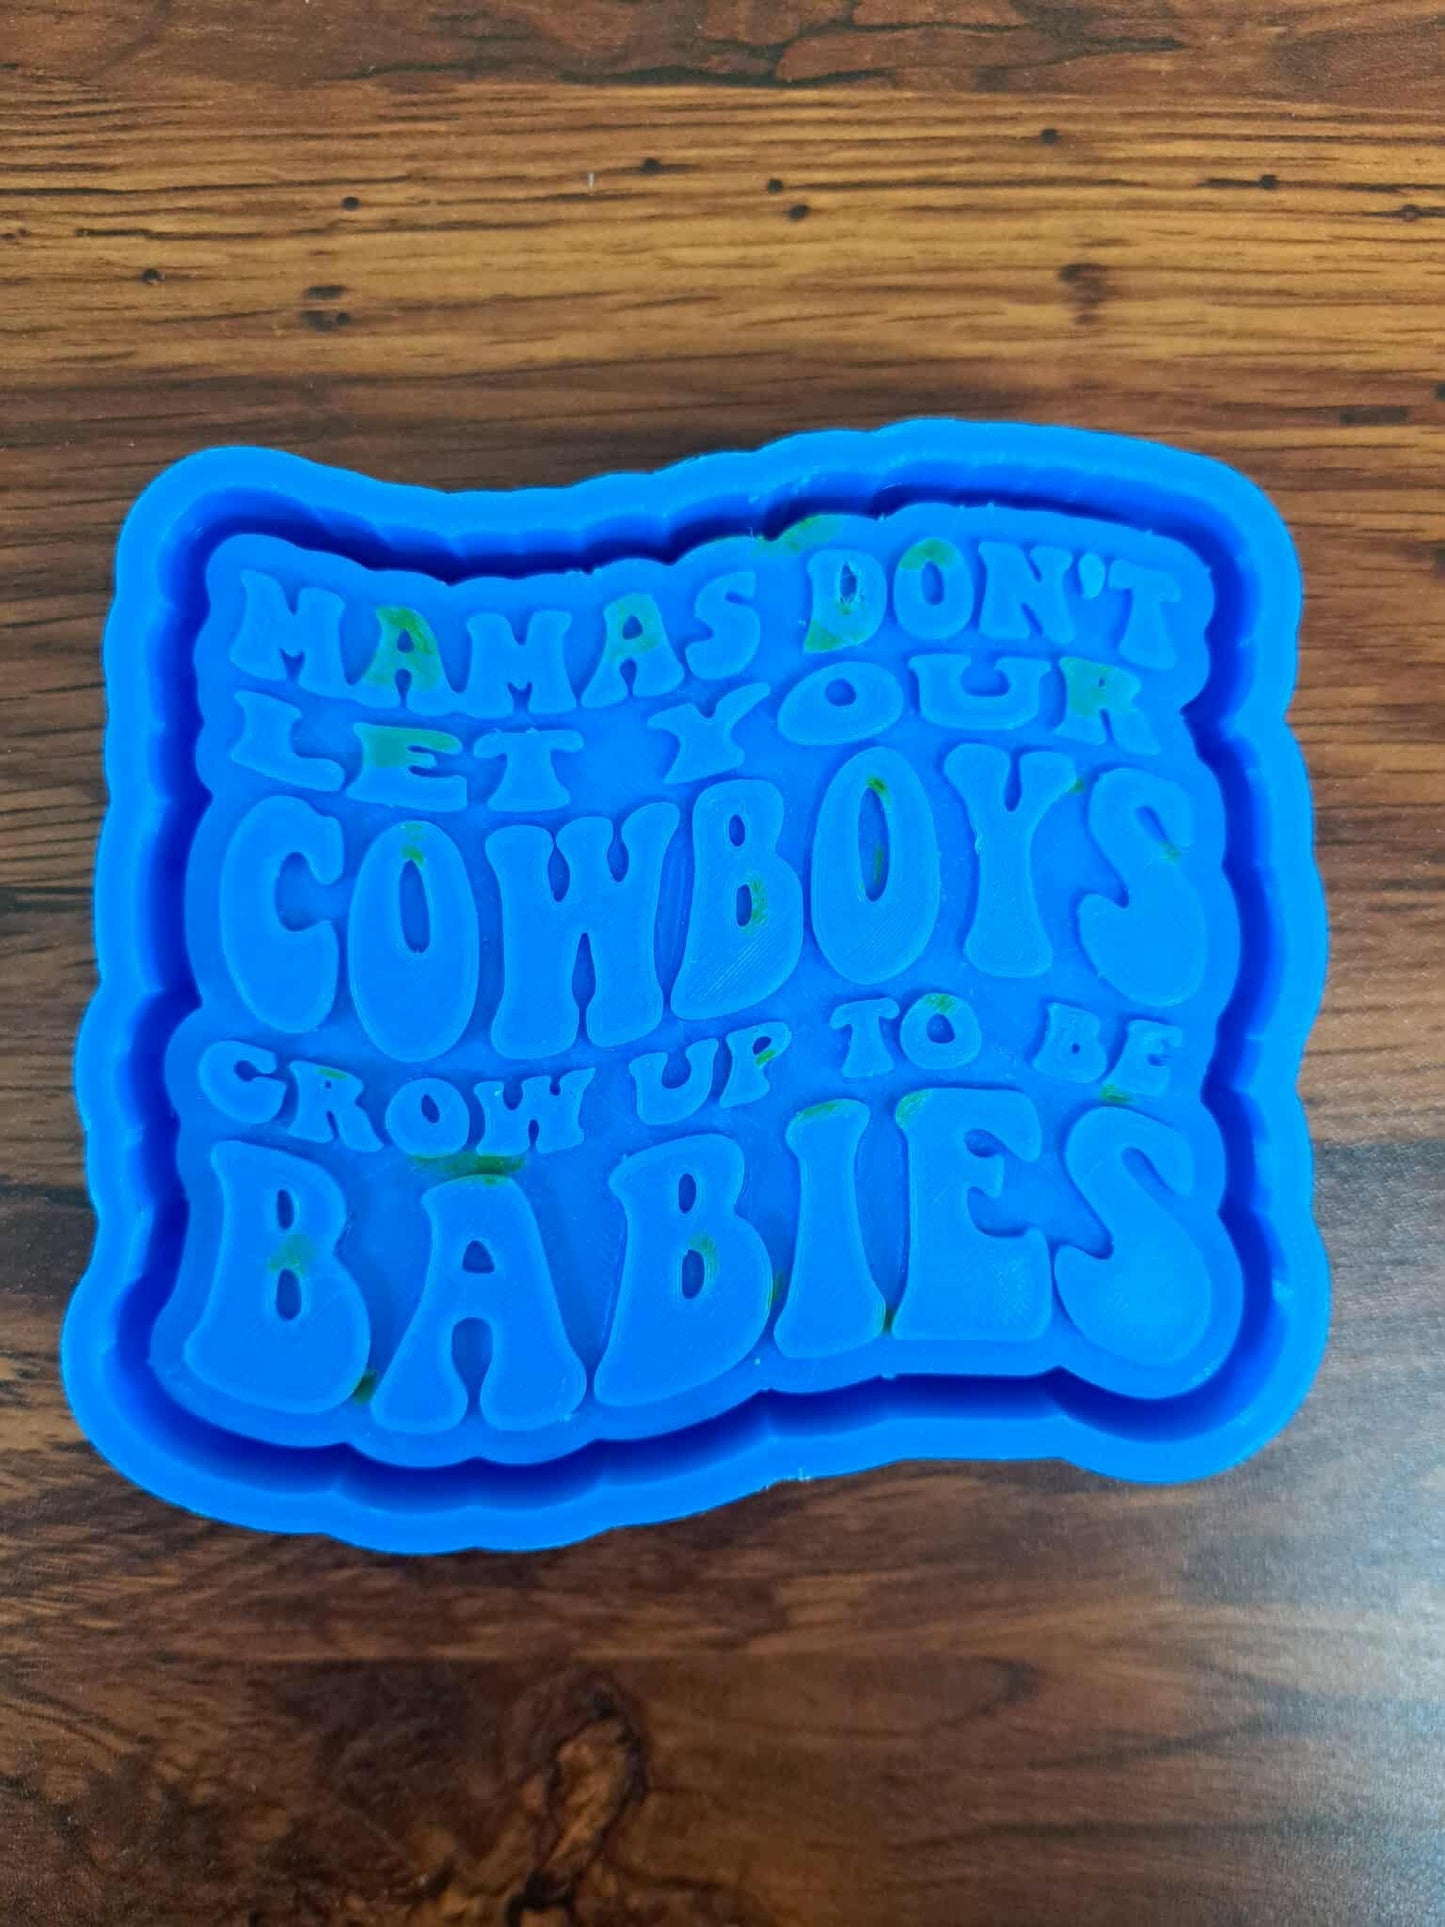 MAMAS DON'T
LET YOUR
COWBOYS
GROW UP TO BE
BABIES